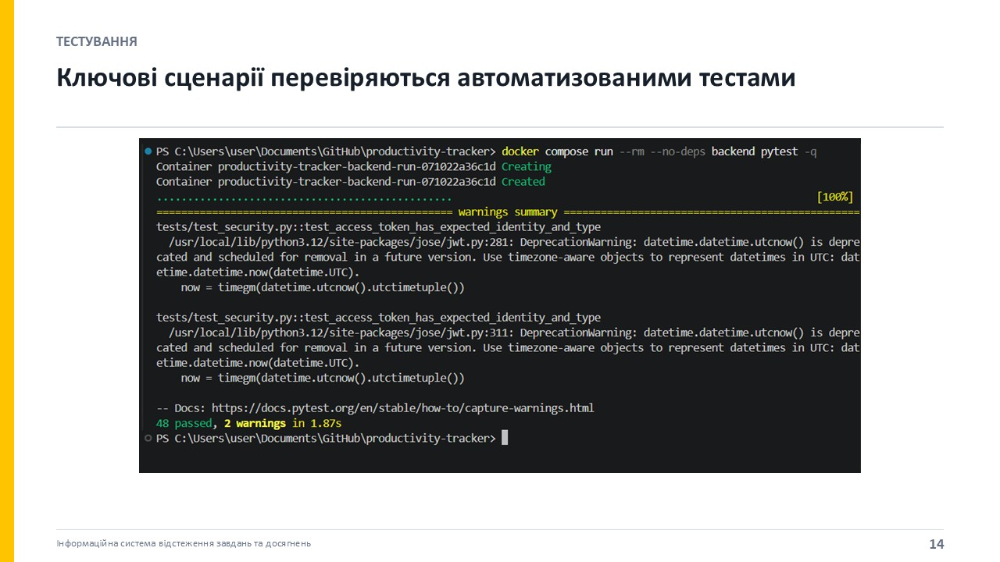 ТЕСТУВАННЯ
Ключові сценарії перевіряються автоматизованими тестами
PS C:\Users\user\Documents\GitHub\productivity-tracker> docker compose run --rm --no-deps backend pytest -q
Container productivity-tracker-backend-run-071022a36c1d Creating
Container productivity-tracker-backend-run-071022a36c1d Created
................................................ [100%]
================================================ warnings summary ================================================
tests/test_security.py::test_access_token_has_expected_identity_and_type
/usr/local/lib/python3.12/site-packages/jose/jwt.py:281: DeprecationWarning: datetime.datetime.utcnow() is depre
cated and scheduled for removal in a future version. Use timezone-aware objects to represent datetimes in UTC: dat
etime.datetime.now(datetime.UTC).
now = timegm(datetime.utcnow().utctimetuple())
tests/test_security.py::test_access_token_has_expected_identity_and_type
/usr/local/lib/python3.12/site-packages/jose/jwt.py:311: DeprecationWarning: datetime.datetime.utcnow() is depre
cated and scheduled for removal in a future version. Use timezone-aware objects to represent datetimes in UTC: dat
etime.datetime.now(datetime.UTC).
now = timegm(datetime.utcnow().utctimetuple())
-- Docs: https://docs.pytest.org/en/stable/how-to/capture-warnings.html
48 passed, 2 warnings in 1.87s
PS C:\Users\user\Documents\GitHub\productivity-tracker>
Інформаційна система відстеження завдань та досягнень
14